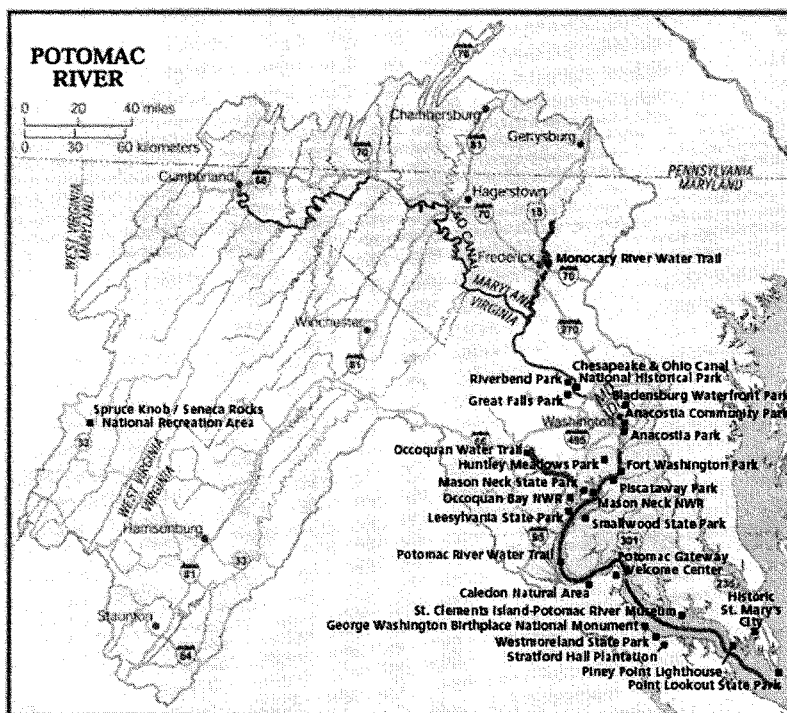 POTOMAC
RIVER
0 20 40 miles
0 30 60 kilometers
76
Chambersburg
81
Gettysburg
70
68
Cumberland
PENNSYLVANIA
MARYLAND
Hagerstown
70
15
WEST VIRGINIA
MARYLAND
Frederick
Monocacy River Water Trail
70
MARYLAND
VIRGINIA
270
Winchester
81
Chesapeake & Ohio Canal
National Historical Park
Riverbend Park
Great Falls Park
Bladensburg Waterfront Park
Anacostia Community Park
Washington
Anacostia Park
495
66
Spruce Knob / Seneca Rocks
National Recreation Area
33
Occoquan Water Trail
Huntley Meadows Park
Fort Washington Park
Mason Neck State Park
Piscataway Park
Occoquan Bay NWR
Mason Neck NWR
Leesylvania State Park
Smallwood State Park
WEST VIRGINIA
VIRGINIA
Harrisonburg
33
81
95
301
Potomac River Water Trail
Potomac Gateway
Welcome Center
Caledon Natural Area
235
Historic
St. Mary's
City
St. Clements Island-Potomac River Museum
George Washington Birthplace National Monument
Westmoreland State Park
Stratford Hall Plantation
Staunton
64
Piney Point Lighthouse
Point Lookout State Park